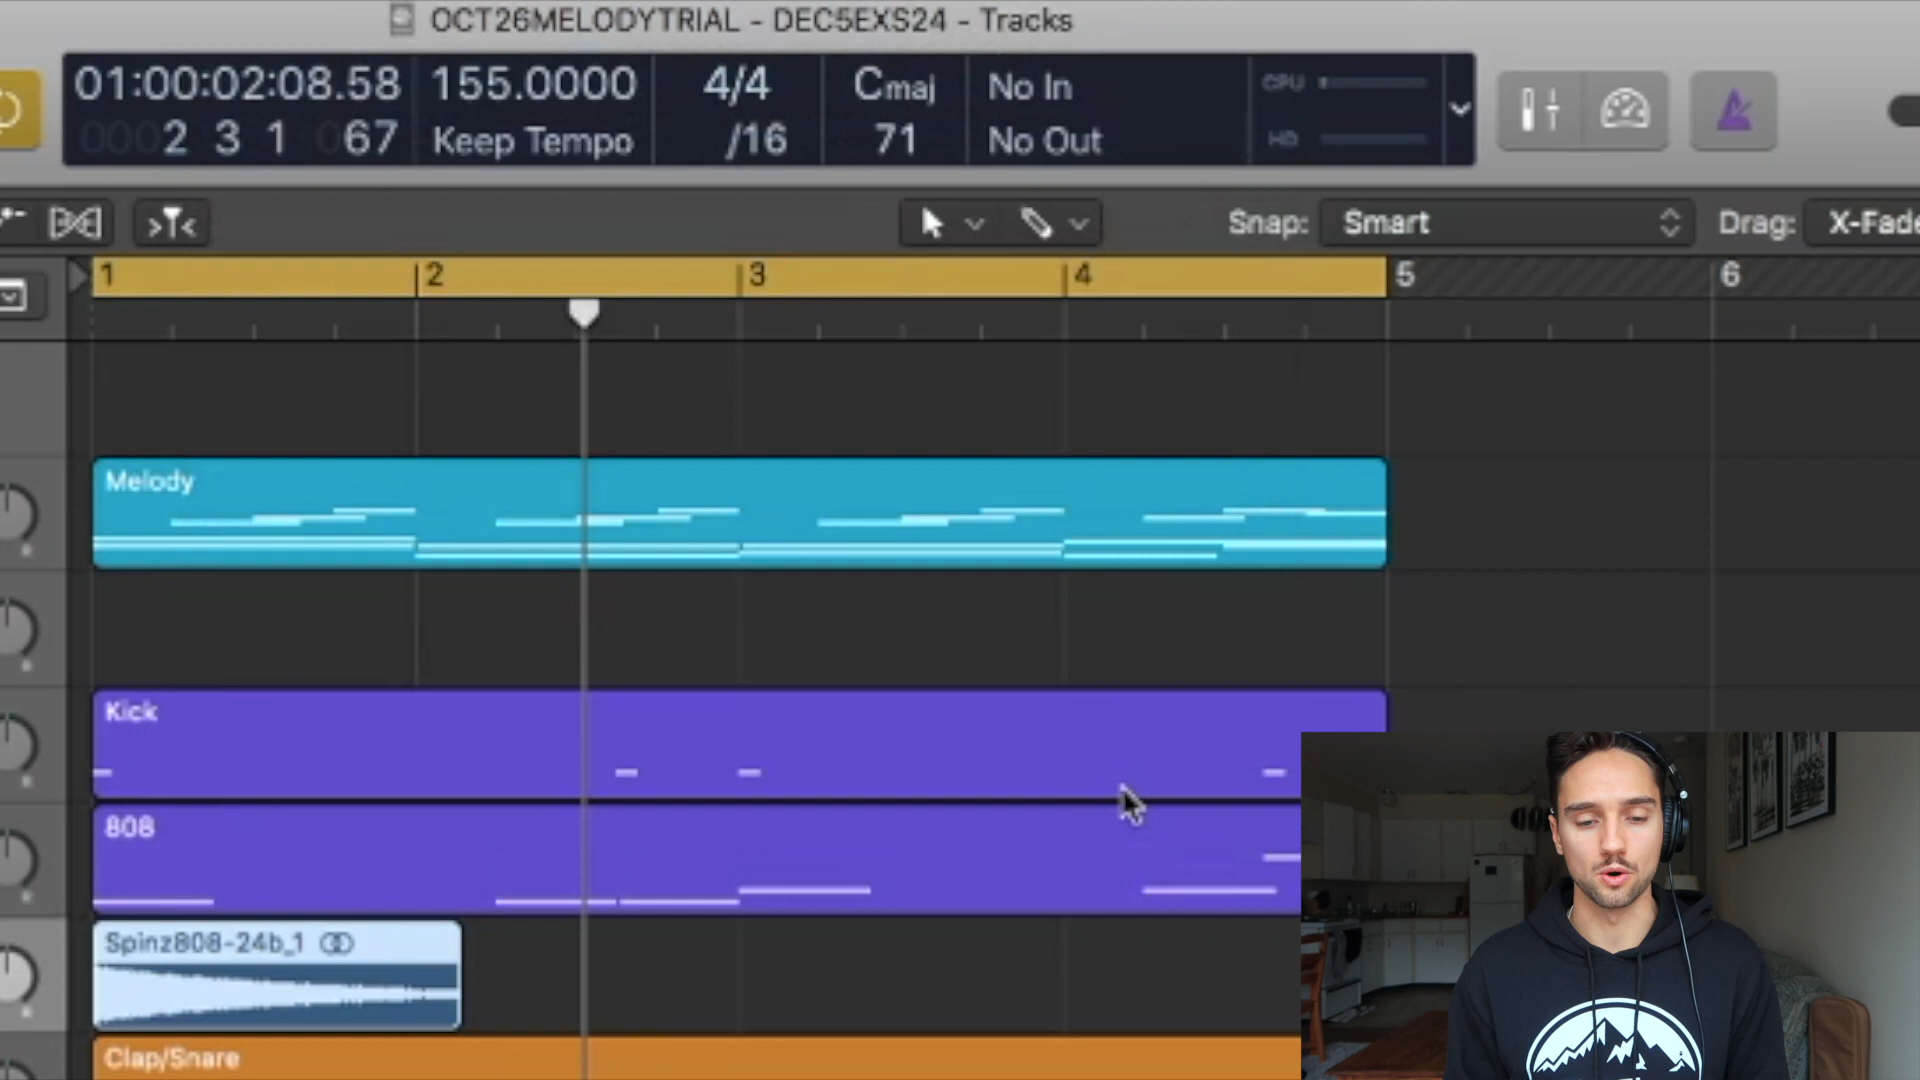 OCT26MELODYTRIAL - DEC5EXS24 - Tracks
01:00:02:08.58 155.0000 4/4 Cmaj No In CPU
0002 3 1 067 Keep Tempo /16 71 No Out HD
Snap: Smart Drag: X-Fade
1 2 3 4 5 6
Melody
Kick
808
Spinz808-24b_1
Clap/Snare